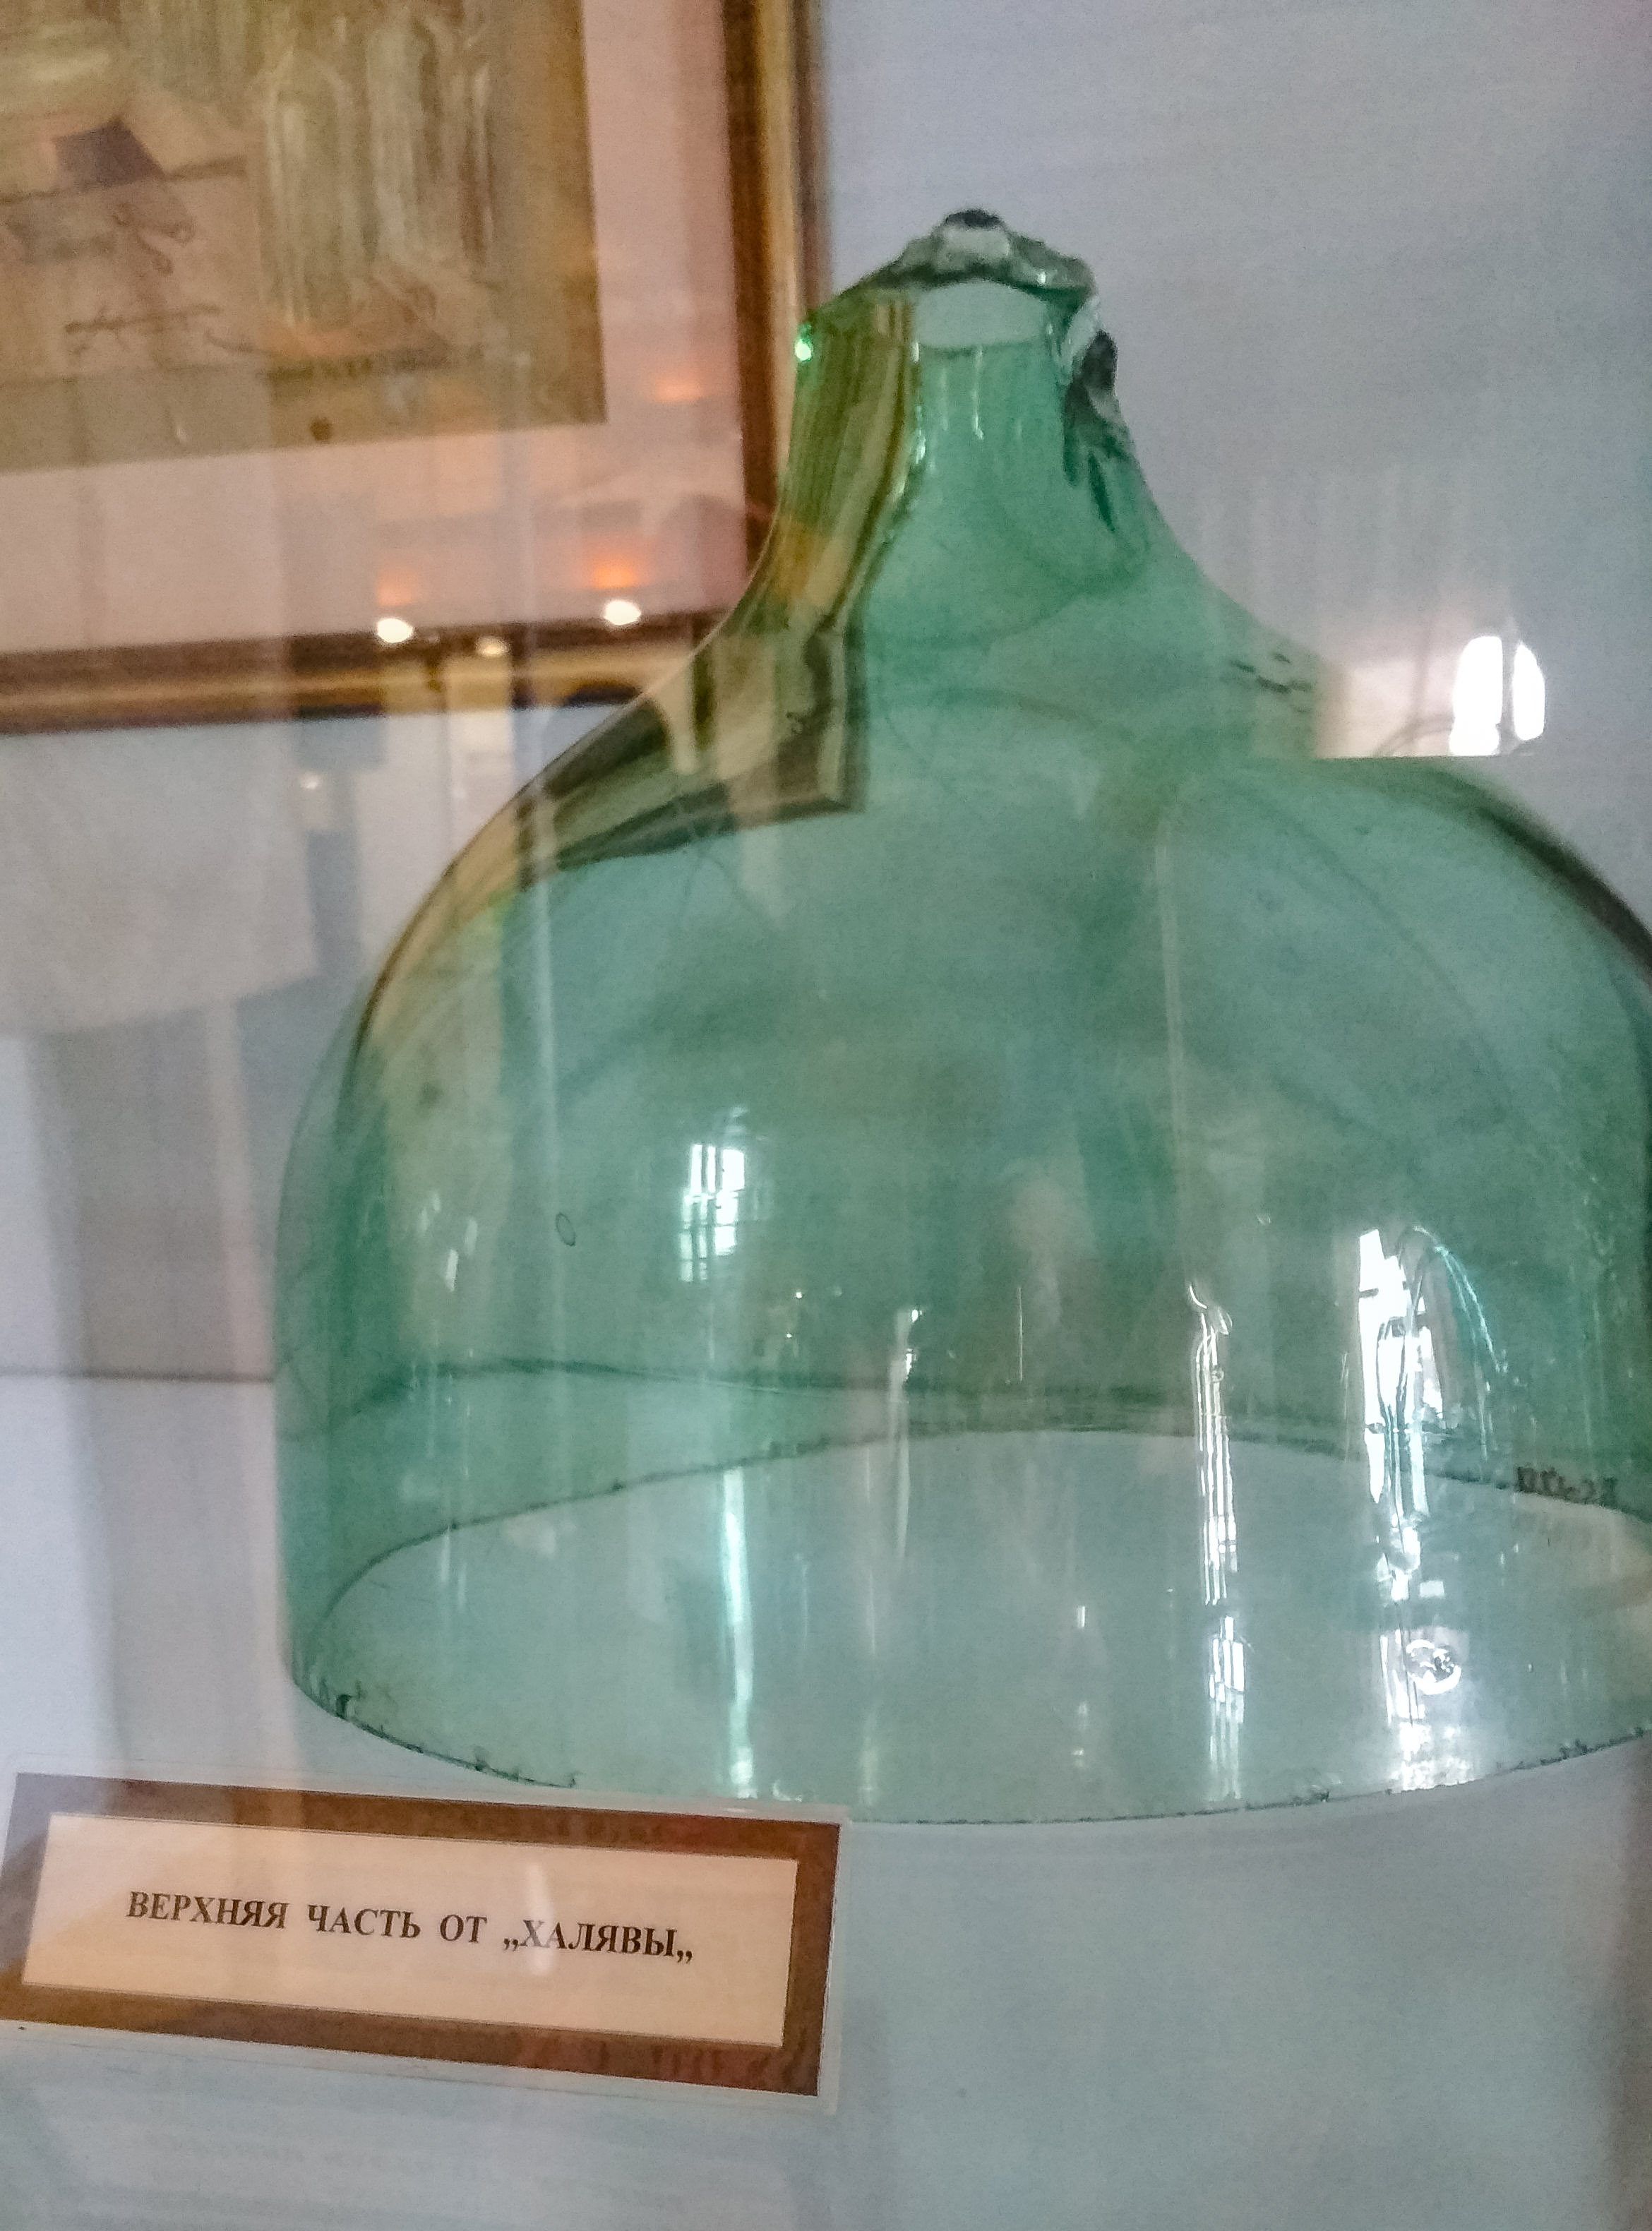 ВЕРХНЯЯ ЧАСТЬ ОТ „ХАЛЯВЫ„